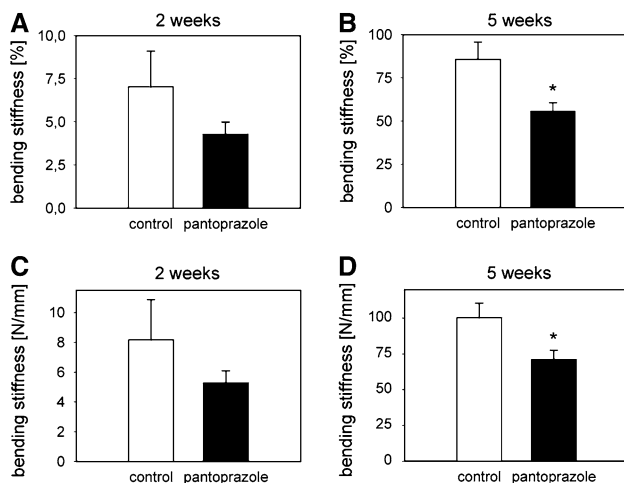 A
2 weeks
bending stiffness [%]
10,0
7,5
5,0
2,5
0,0
control pantoprazole
B
5 weeks
bending stiffness [%]
100
75
50
25
0
*
control pantoprazole
C
2 weeks
bending stiffness [N/mm]
10
8
6
4
2
0
control pantoprazole
D
5 weeks
bending stiffness [N/mm]
100
75
50
25
0
*
control pantoprazole